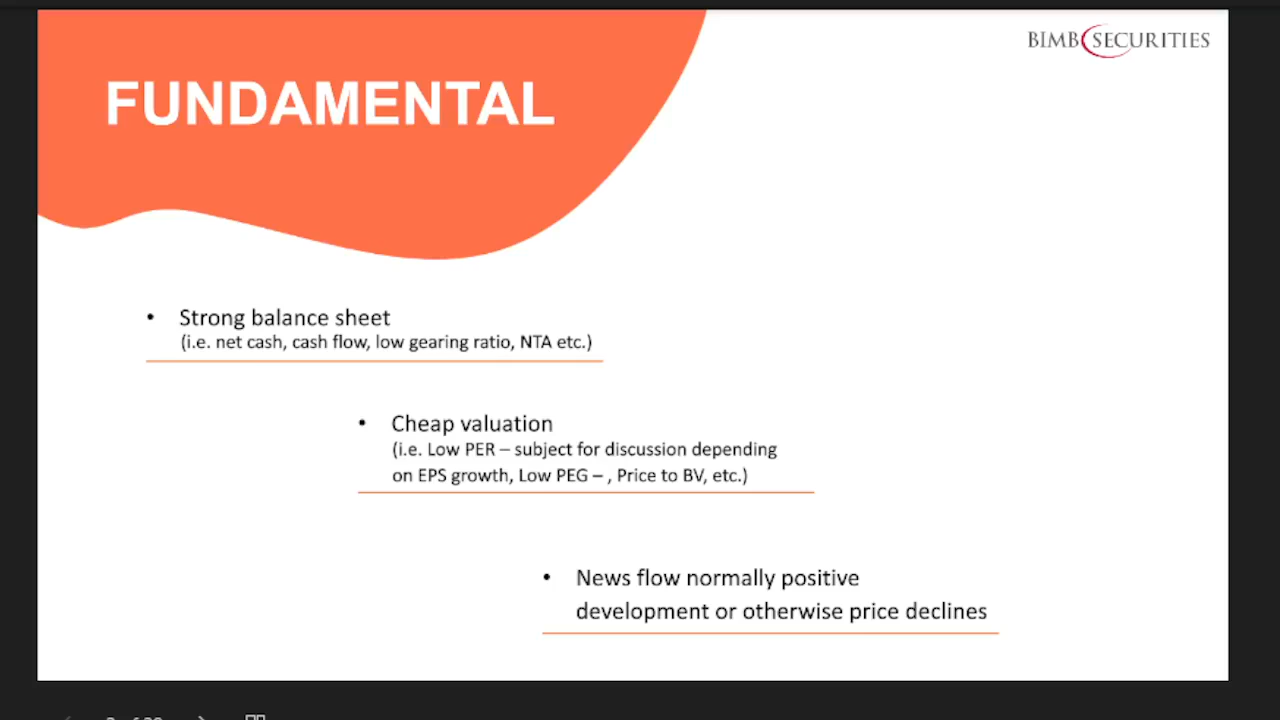 BIMB SECURITIES
FUNDAMENTAL
• Strong balance sheet
(i.e. net cash, cash flow, low gearing ratio, NTA etc.)
• Cheap valuation
(i.e. Low PER – subject for discussion depending
on EPS growth, Low PEG – , Price to BV, etc.)
• News flow normally positive
development or otherwise price declines